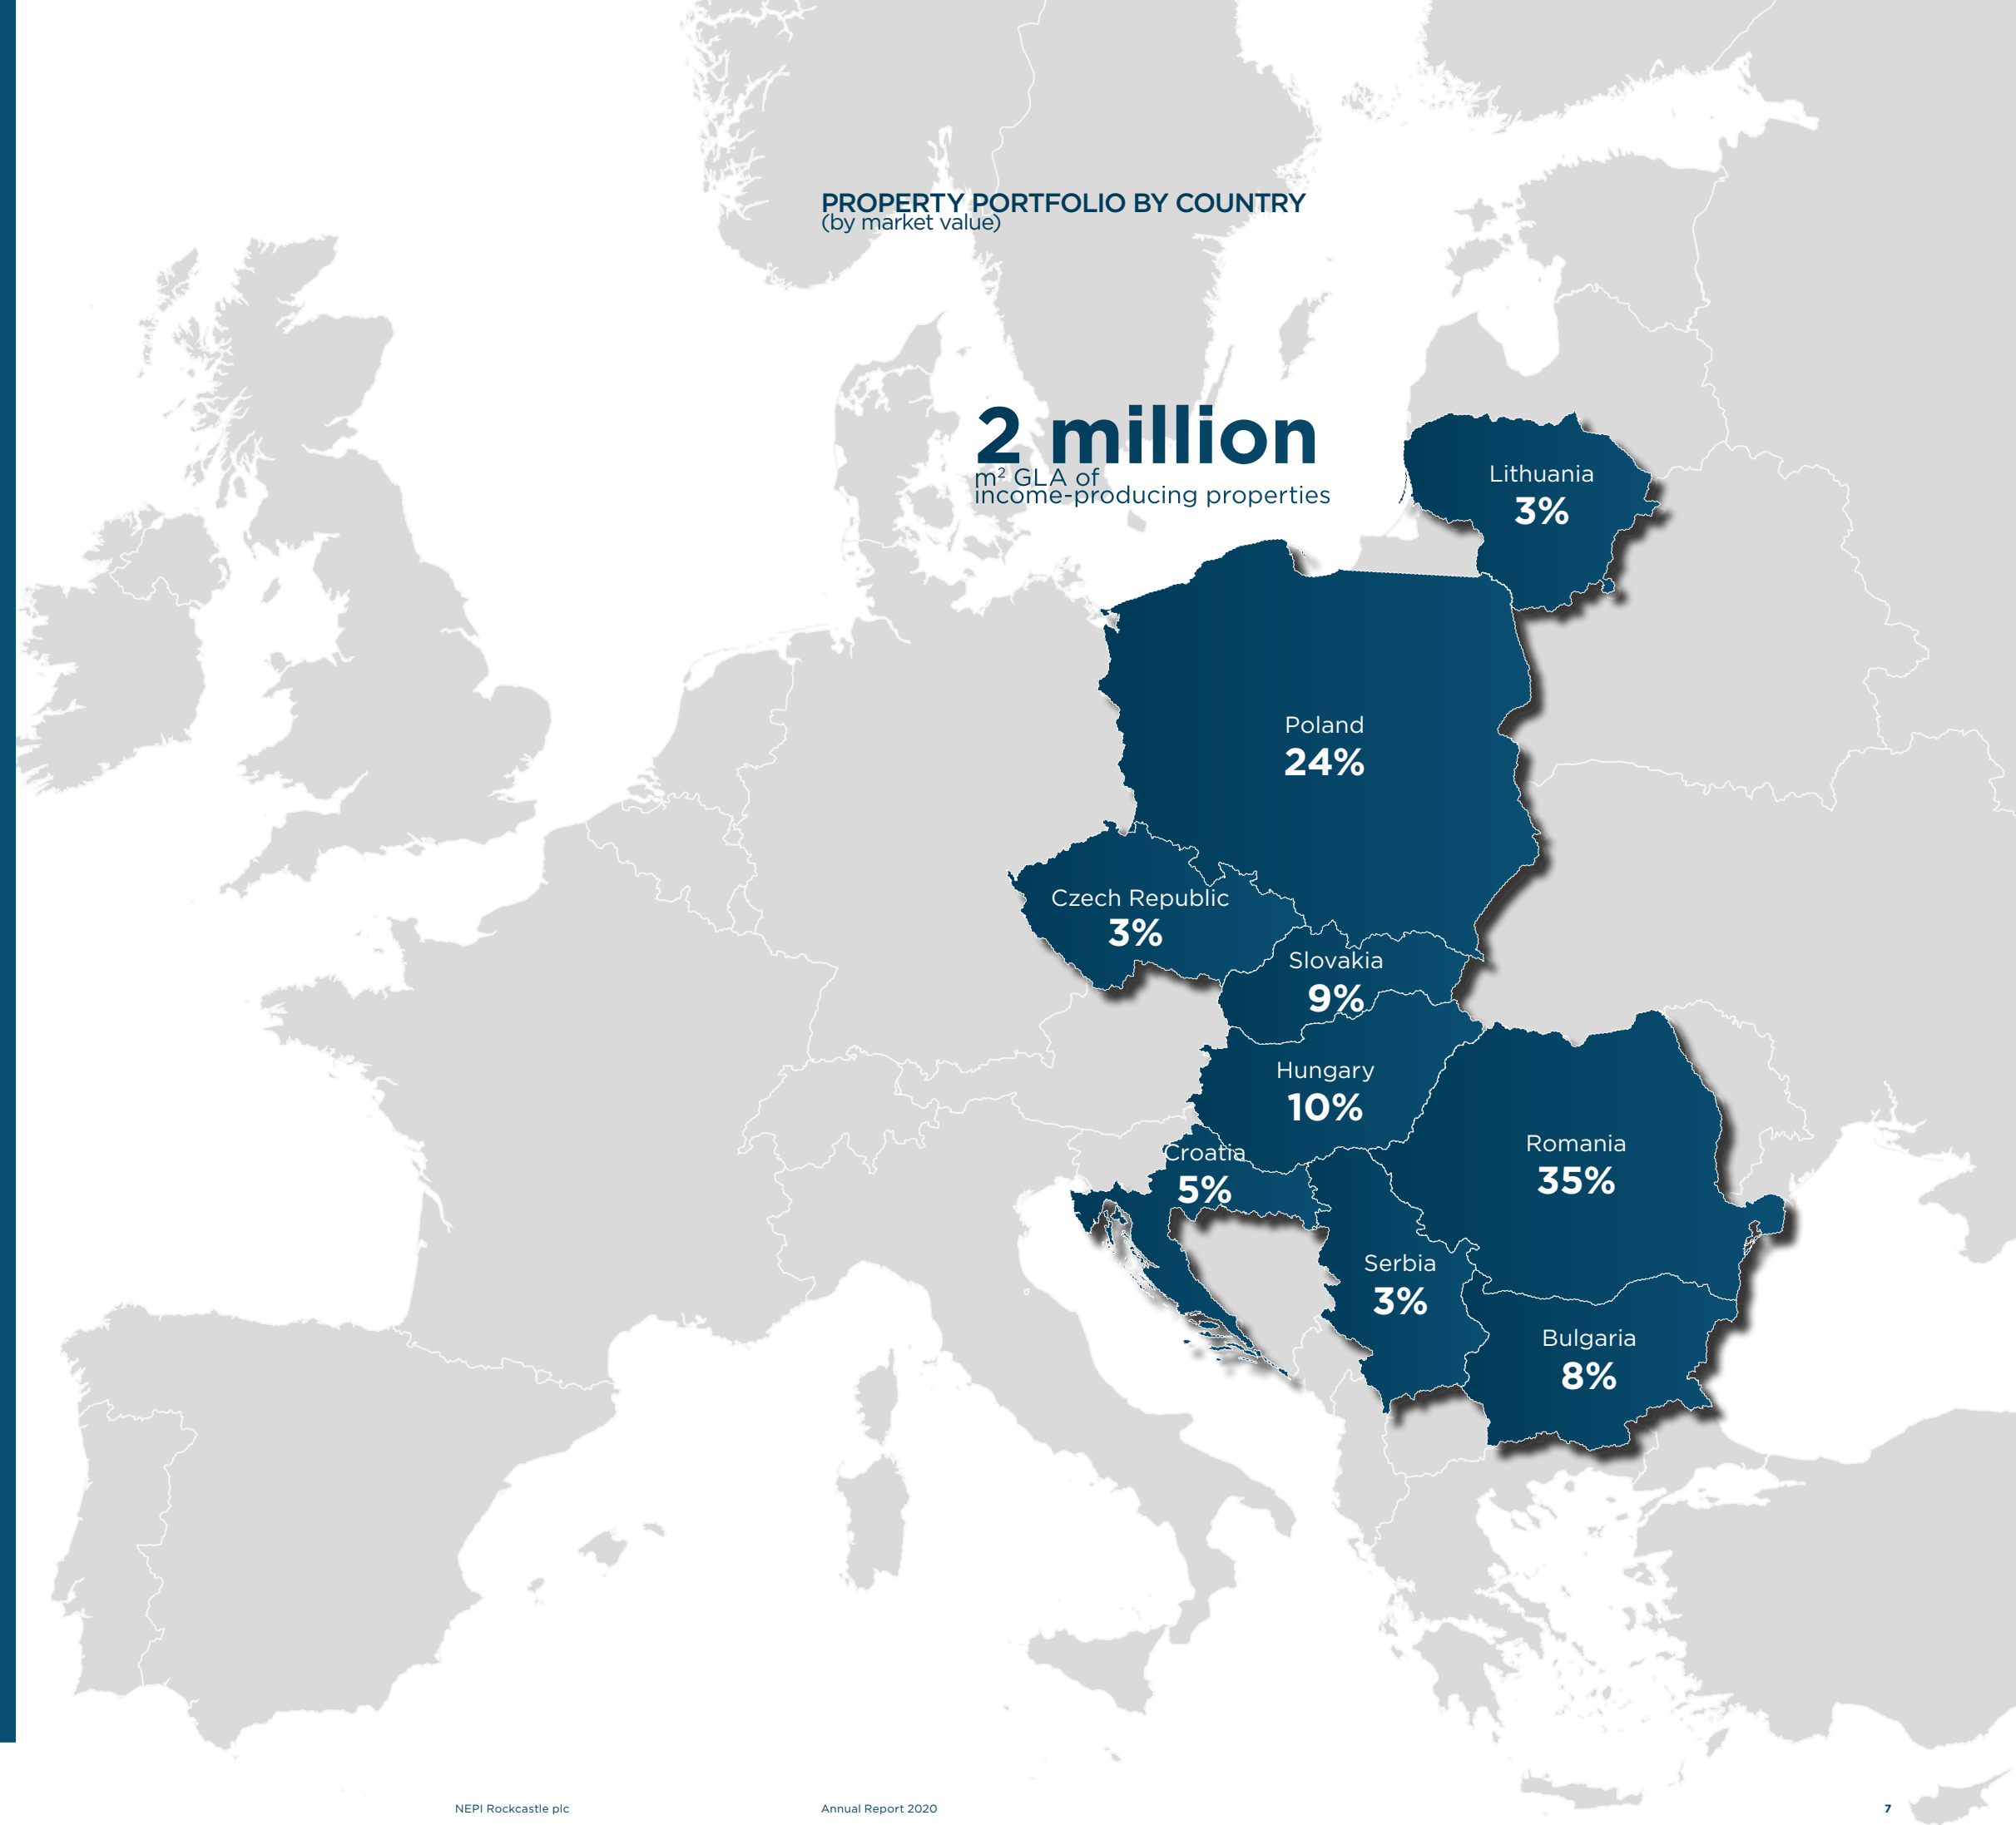 PROPERTY PORTFOLIO BY COUNTRY
(by market value)
2 million
m² GLA of
income-producing properties
Lithuania
3%
Poland
24%
Czech Republic
3%
Slovakia
9%
Hungary
10%
Croatia
5%
Romania
35%
Serbia
3%
Bulgaria
8%
NEPI Rockcastle plc
Annual Report 2020
7